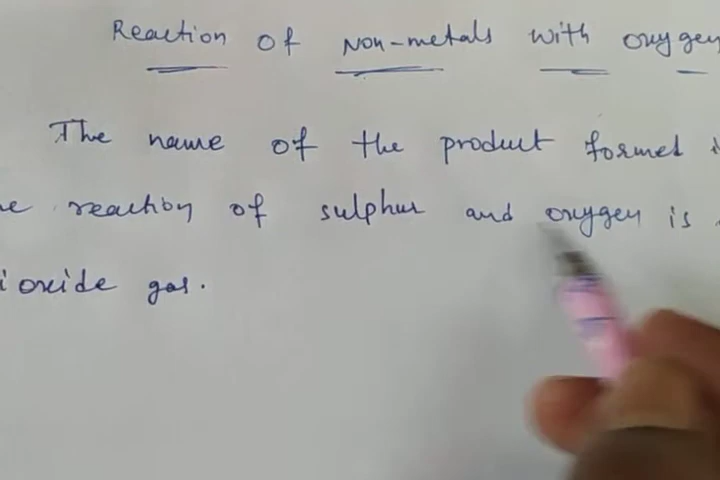 Reaction of Non-metals with oxygen
The name of the product formed
reaction of sulphur and oxygen is
ioxide gas.